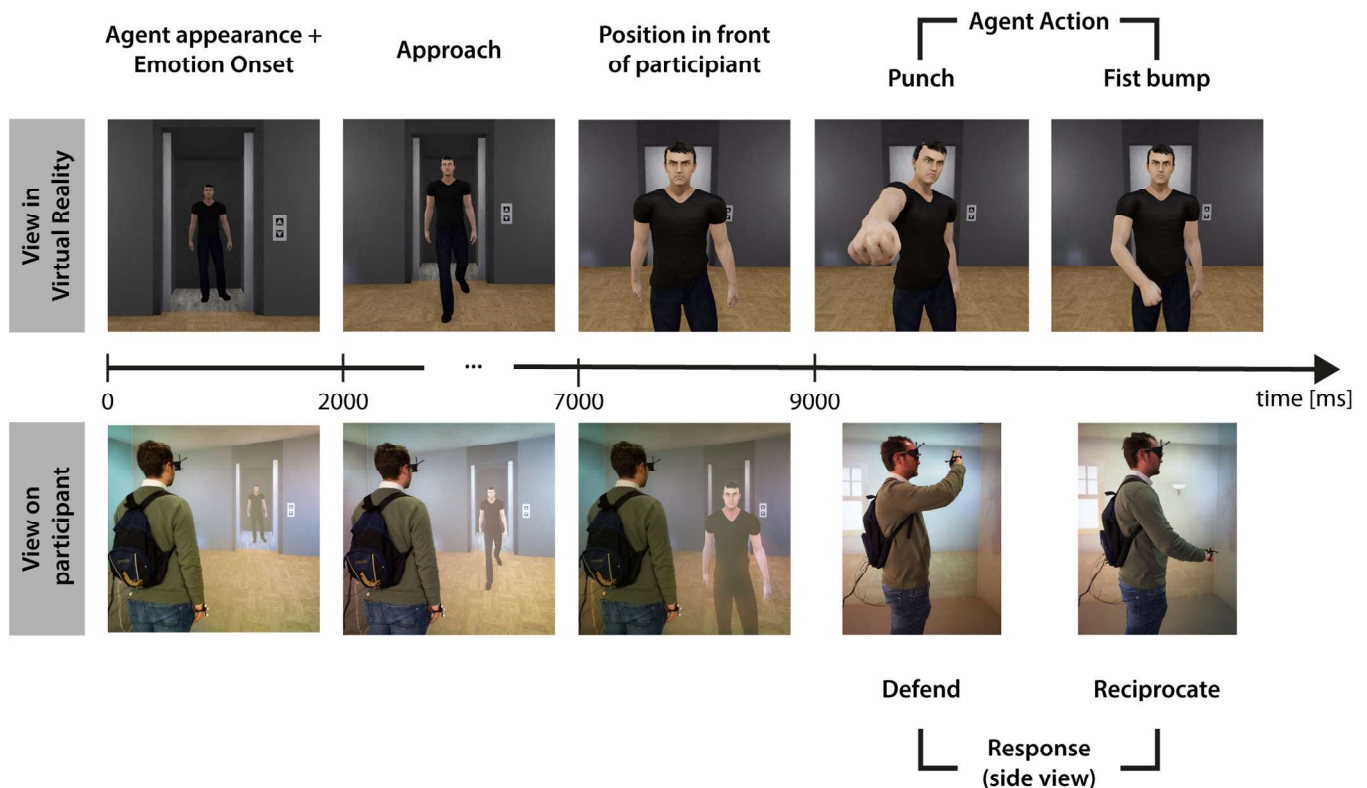 Agent appearance +
Emotion Onset
Approach
Position in front
of participiant
Agent Action
Punch
Fist bump
View in
Virtual Reality
...
0
2000
7000
9000
time [ms]
View on
participant
Defend
Reciprocate
Response
(side view)